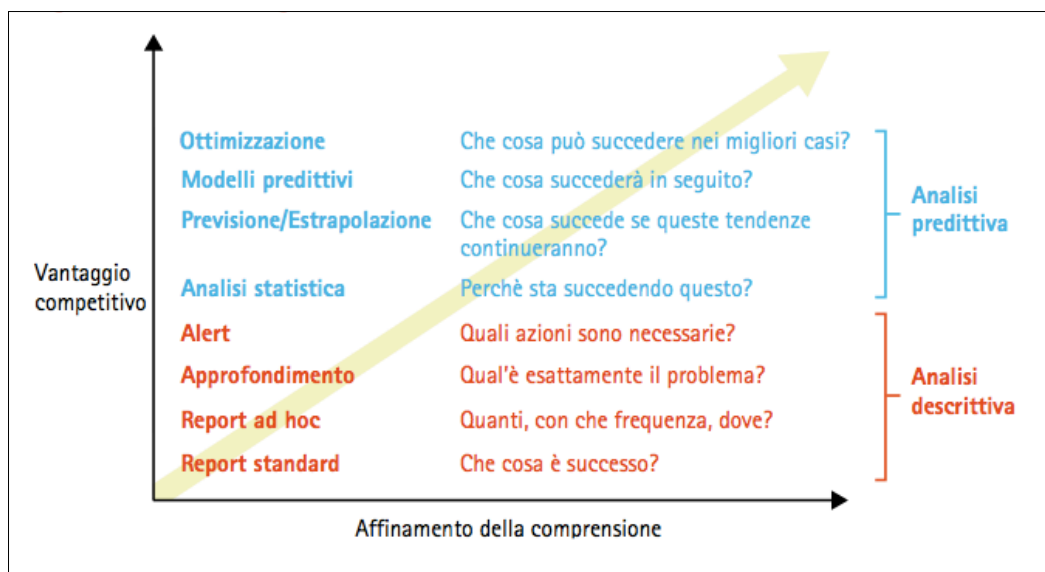 Ottimizzazione Che cosa può succedere nei migliori casi?
Modelli predittivi Che cosa succederà in seguito?
Previsione/Estrapolazione Che cosa succede se queste tendenze
continueranno?
Analisi statistica Perchè sta succedendo questo?
Analisi
predittiva
Vantaggio
competitivo
Alert Quali azioni sono necessarie?
Approfondimento Qual'è esattamente il problema?
Report ad hoc Quanti, con che frequenza, dove?
Report standard Che cosa è successo?
Analisi
descrittiva
Affinamento della comprensione